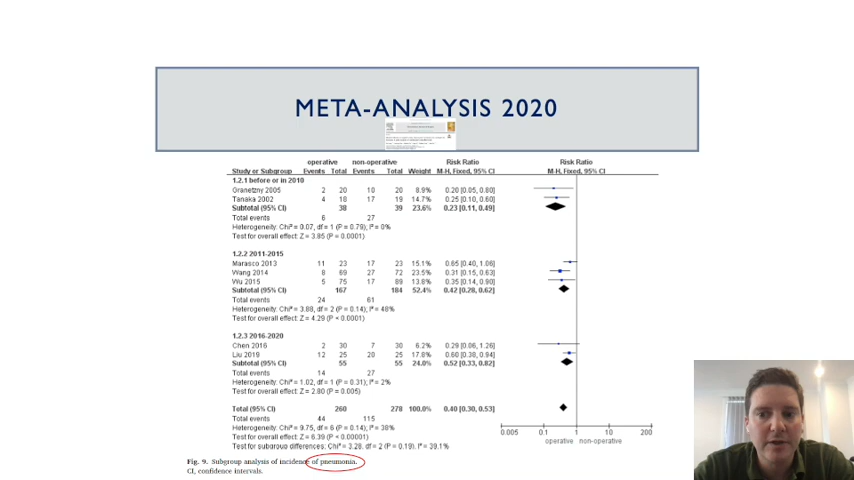 META-ANALYSIS 2020
operative non-operative Risk Ratio Risk Ratio
Study or Subgroup Events Total Events Total Weight M-H, Fixed, 95% CI M-H, Fixed, 95% CI
1.2.1 before or in 2010
Granetzny 2005 2 20 10 20 8.9% 0.20 [0.05, 0.80]
Tanaka 2002 4 18 17 19 14.7% 0.25 [0.10, 0.60]
Subtotal (95% CI) 38 39 23.6% 0.23 [0.11, 0.49]
Total events 6 27
Heterogeneity: Chi² = 0.07, df = 1 (P = 0.79); I² = 0%
Test for overall effect: Z = 3.85 (P = 0.0001)
1.2.2 2011-2015
Marasco 2013 11 23 17 23 15.1% 0.65 [0.40, 1.06]
Wang 2014 8 69 27 72 23.5% 0.31 [0.15, 0.63]
Wu 2015 5 75 17 89 13.8% 0.35 [0.14, 0.90]
Subtotal (95% CI) 167 184 52.4% 0.42 [0.28, 0.62]
Total events 24 61
Heterogeneity: Chi² = 3.88, df = 2 (P = 0.14); I² = 48%
Test for overall effect: Z = 4.29 (P < 0.0001)
1.2.3 2016-2020
Chen 2016 2 30 7 30 6.2% 0.29 [0.06, 1.26]
Liu 2019 12 25 20 25 17.8% 0.60 [0.38, 0.94]
Subtotal (95% CI) 55 55 24.0% 0.52 [0.33, 0.82]
Total events 14 27
Heterogeneity: Chi² = 1.02, df = 1 (P = 0.31); I² = 2%
Test for overall effect: Z = 2.80 (P = 0.005)
Total (95% CI) 260 278 100.0% 0.40 [0.30, 0.53]
Total events 44 115
Heterogeneity: Chi² = 9.75, df = 6 (P = 0.14); I² = 38%
Test for overall effect: Z = 6.39 (P < 0.00001)
Test for subgroup differences: Chi² = 3.28, df = 2 (P = 0.19), I² = 39.1%
0.005 0.1 1 10 200
operative non-operative
Fig. 9. Subgroup analysis of incidence of pneumonia.
CI, confidence intervals.